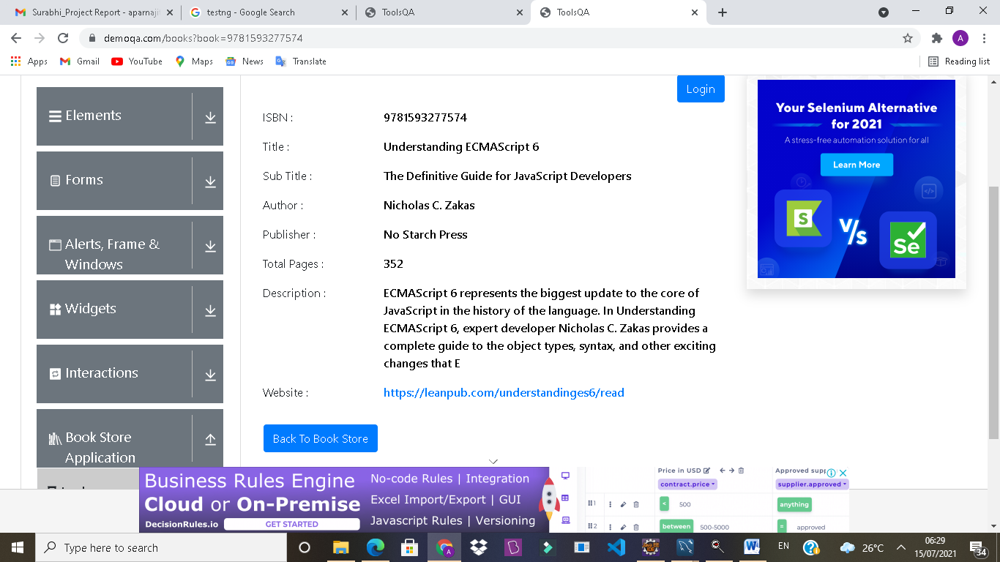 Surabhi_Project Report - aparnaji
testng - Google Search
ToolsQA
ToolsQA
demoqa.com/books?book=9781593277574
A
Apps
Gmail
YouTube
Maps
News
Translate
Reading list
Elements
Forms
Alerts, Frame &
Windows
Widgets
Interactions
Book Store
Application
Login
ISBN :
9781593277574
Title :
Understanding ECMAScript 6
Sub Title :
The Definitive Guide for JavaScript Developers
Author :
Nicholas C. Zakas
Publisher :
No Starch Press
Total Pages :
352
Description :
ECMAScript 6 represents the biggest update to the core of
JavaScript in the history of the language. In Understanding
ECMAScript 6, expert developer Nicholas C. Zakas provides a
complete guide to the object types, syntax, and other exciting
changes that E
Website :
https://leanpub.com/understandinges6/read
Back To Book Store
Your Selenium Alternative
for 2021
A stress-free automation solution for all
Learn More
S
V/s
Se
Business Rules Engine
Cloud or On-Premise
DecisionRules.io
GET STARTED
No-code Rules | Integration
Excel Import/Export | GUI
Javascript Rules | Versioning
Price in USD
Approved supp
contract.price
supplier.approved
1
<
500
anything
2
between
500-5000
=
approved
Type here to search
EN
26°C
06:29
15/07/2021
34